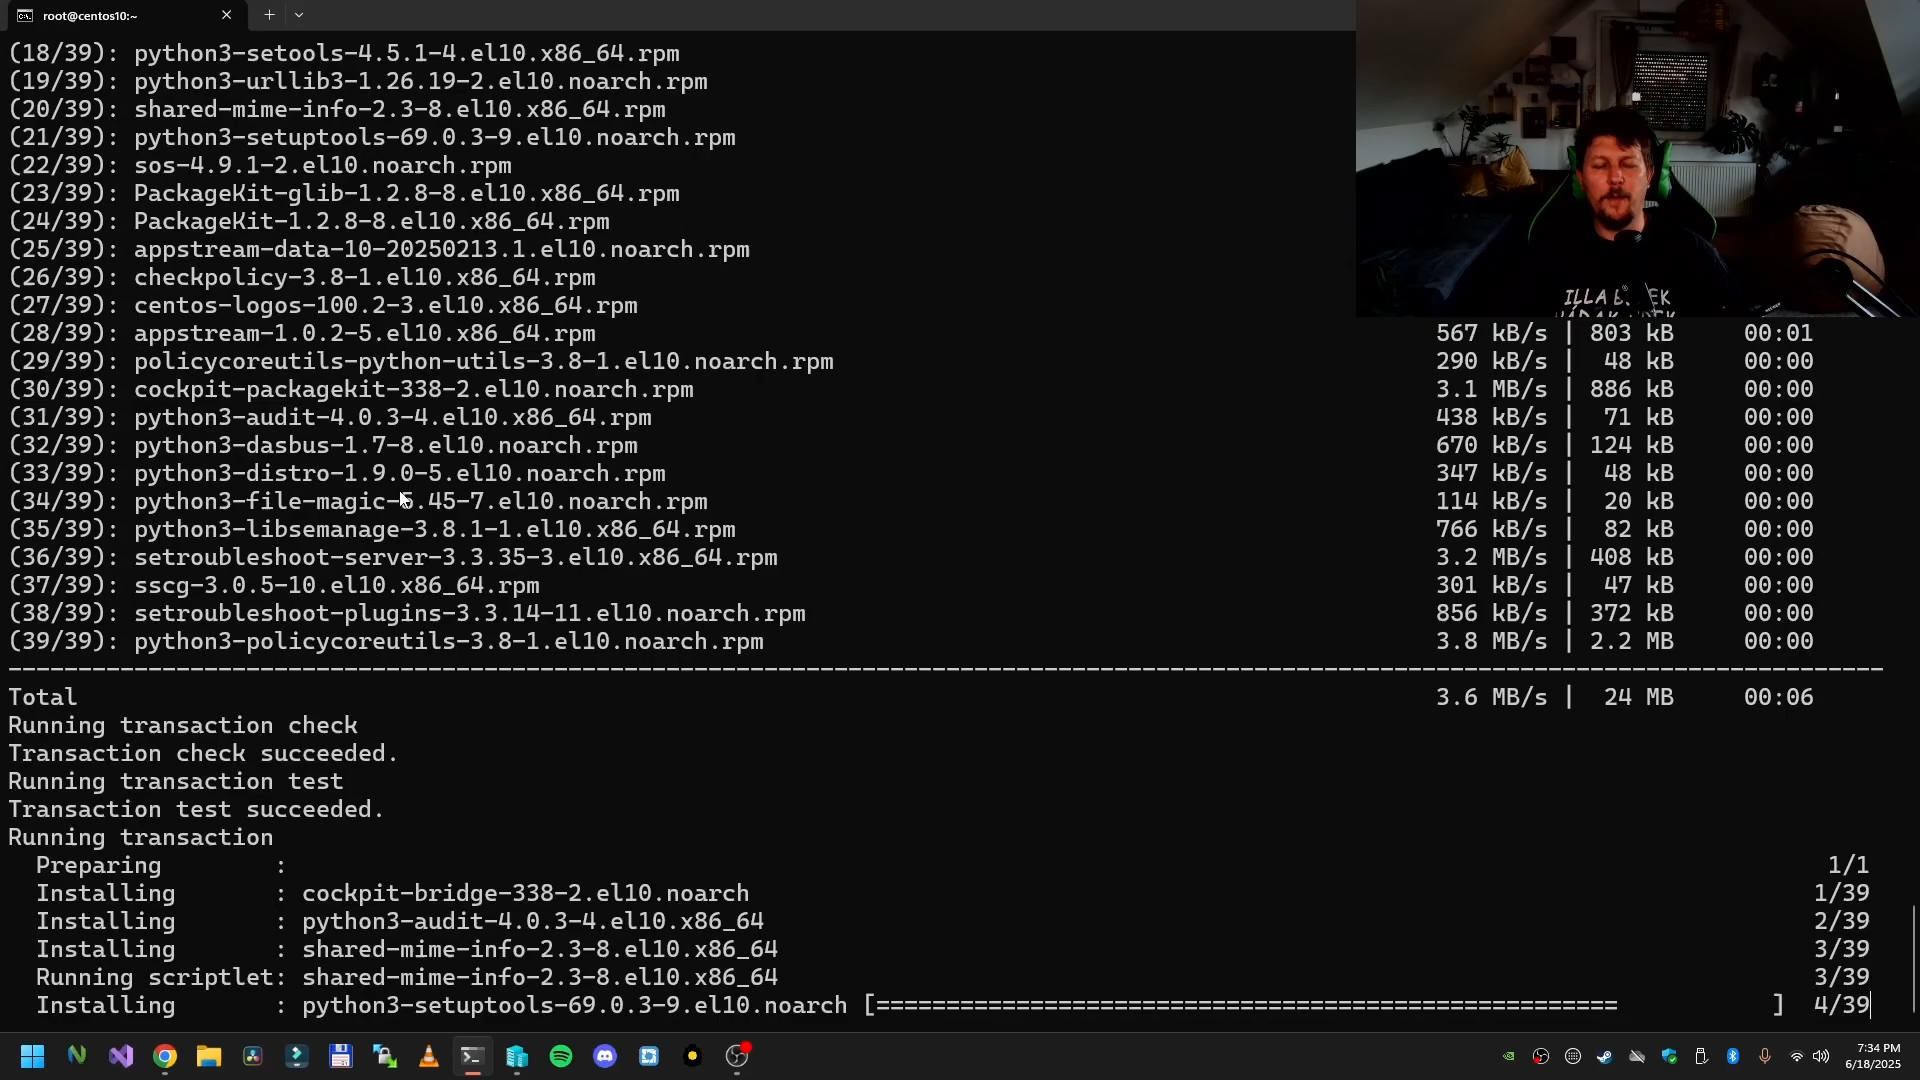 root@centos10:~
(18/39): python3-setools-4.5.1-4.el10.x86_64.rpm
(19/39): python3-urllib3-1.26.19-2.el10.noarch.rpm
(20/39): shared-mime-info-2.3-8.el10.x86_64.rpm
(21/39): python3-setuptools-69.0.3-9.el10.noarch.rpm
(22/39): sos-4.9.1-2.el10.noarch.rpm
(23/39): PackageKit-glib-1.2.8-8.el10.x86_64.rpm
(24/39): PackageKit-1.2.8-8.el10.x86_64.rpm
(25/39): appstream-data-10-20250213.1.el10.noarch.rpm
(26/39): checkpolicy-3.8-1.el10.x86_64.rpm
(27/39): centos-logos-100.2-3.el10.x86_64.rpm
(28/39): appstream-1.0.2-5.el10.x86_64.rpm 567 kB/s | 803 kB 00:01
(29/39): policycoreutils-python-utils-3.8-1.el10.noarch.rpm 290 kB/s | 48 kB 00:00
(30/39): cockpit-packagekit-338-2.el10.noarch.rpm 3.1 MB/s | 886 kB 00:00
(31/39): python3-audit-4.0.3-4.el10.x86_64.rpm 438 kB/s | 71 kB 00:00
(32/39): python3-dasbus-1.7-8.el10.noarch.rpm 670 kB/s | 124 kB 00:00
(33/39): python3-distro-1.9.0-5.el10.noarch.rpm 347 kB/s | 48 kB 00:00
(34/39): python3-file-magic-5.45-7.el10.noarch.rpm 114 kB/s | 20 kB 00:00
(35/39): python3-libsemanage-3.8.1-1.el10.x86_64.rpm 766 kB/s | 82 kB 00:00
(36/39): setroubleshoot-server-3.3.35-3.el10.x86_64.rpm 3.2 MB/s | 408 kB 00:00
(37/39): sscg-3.0.5-10.el10.x86_64.rpm 301 kB/s | 47 kB 00:00
(38/39): setroubleshoot-plugins-3.3.14-11.el10.noarch.rpm 856 kB/s | 372 kB 00:00
(39/39): python3-policycoreutils-3.8-1.el10.noarch.rpm 3.8 MB/s | 2.2 MB 00:00
Total 3.6 MB/s | 24 MB 00:06
Running transaction check
Transaction check succeeded.
Running transaction test
Transaction test succeeded.
Running transaction
Preparing : 1/1
Installing : cockpit-bridge-338-2.el10.noarch 1/39
Installing : python3-audit-4.0.3-4.el10.x86_64 2/39
Installing : shared-mime-info-2.3-8.el10.x86_64 3/39
Running scriptlet: shared-mime-info-2.3-8.el10.x86_64 3/39
Installing : python3-setuptools-69.0.3-9.el10.noarch [===================================================== ] 4/39
7:34 PM
6/18/2025